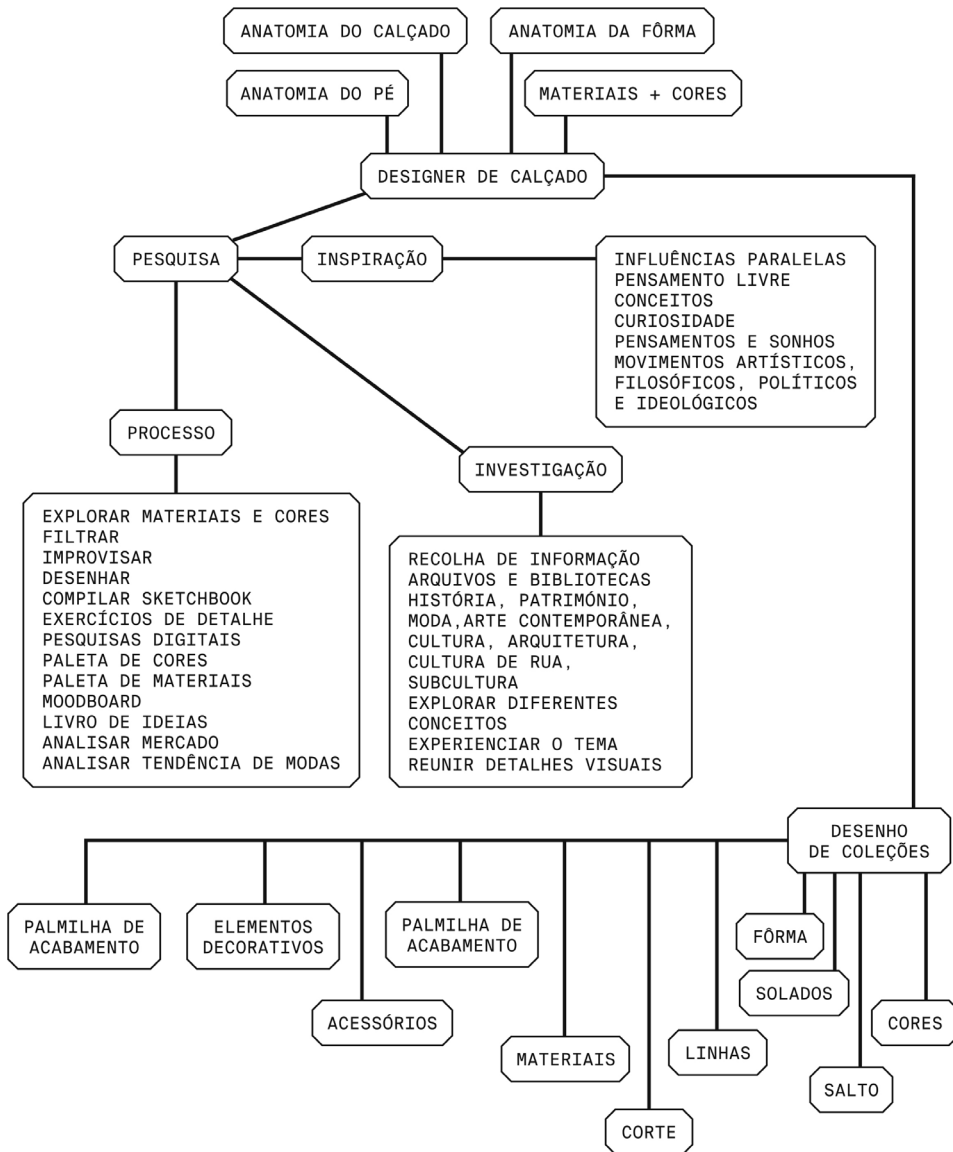 ANATOMIA DO CALÇADO
ANATOMIA DA FÔRMA
ANATOMIA DO PÉ
MATERIAIS + CORES
DESIGNER DE CALÇADO
PESQUISA
INSPIRAÇÃO
INFLUÊNCIAS PARALELAS
PENSAMENTO LIVRE
CONCEITOS
CURIOSIDADE
PENSAMENTOS E SONHOS
MOVIMENTOS ARTÍSTICOS,
FILOSÓFICOS, POLÍTICOS
E IDEOLÓGICOS
PROCESSO
EXPLORAR MATERIAIS E CORES
FILTRAR
IMPROVISAR
DESENHAR
COMPILAR SKETCHBOOK
EXERCÍCIOS DE DETALHE
PESQUISAS DIGITAIS
PALETA DE CORES
PALETA DE MATERIAIS
MOODBOARD
LIVRO DE IDEIAS
ANALISAR MERCADO
ANALISAR TENDÊNCIA DE MODAS
INVESTIGAÇÃO
RECOLHA DE INFORMAÇÃO
ARQUIVOS E BIBLIOTECAS
HISTÓRIA, PATRIMÓNIO,
MODA,ARTE CONTEMPORÂNEA,
CULTURA, ARQUITETURA,
CULTURA DE RUA,
SUBCULTURA
EXPLORAR DIFERENTES
CONCEITOS
EXPERIENCIAR O TEMA
REUNIR DETALHES VISUAIS
DESENHO
DE COLEÇÕES
PALMILHA DE
ACABAMENTO
ELEMENTOS
DECORATIVOS
ACESSÓRIOS
PALMILHA DE
ACABAMENTO
MATERIAIS
CORTE
LINHAS
FÔRMA
SOLADOS
SALTO
CORES